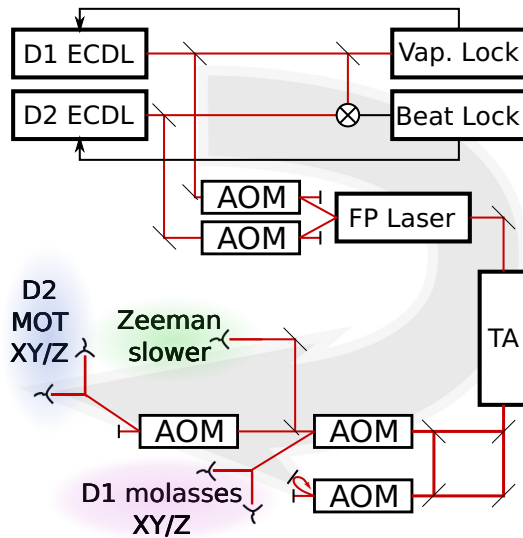 D1 ECDL
Vap. Lock
D2 ECDL
Beat Lock
AOM
AOM
FP Laser
TA
D2
MOT
XY/Z
Zeeman
slower
AOM
AOM
AOM
D1 molasses
XY/Z